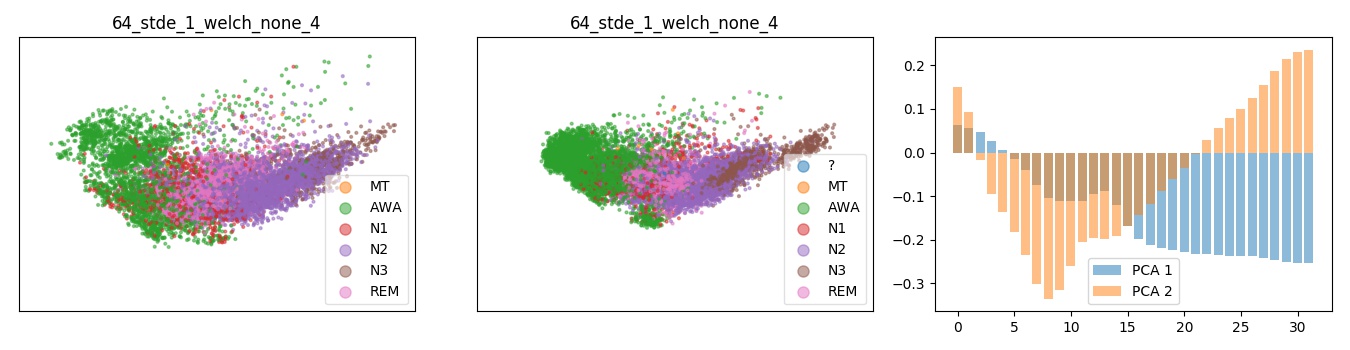 64_stde_1_welch_none_4
MT
AWA
N1
N2
N3
REM
64_stde_1_welch_none_4
?
MT
AWA
N1
N2
N3
REM
0.2
0.1
0.0
−0.1
−0.2
−0.3
0
5
10
15
20
25
30
PCA 1
PCA 2